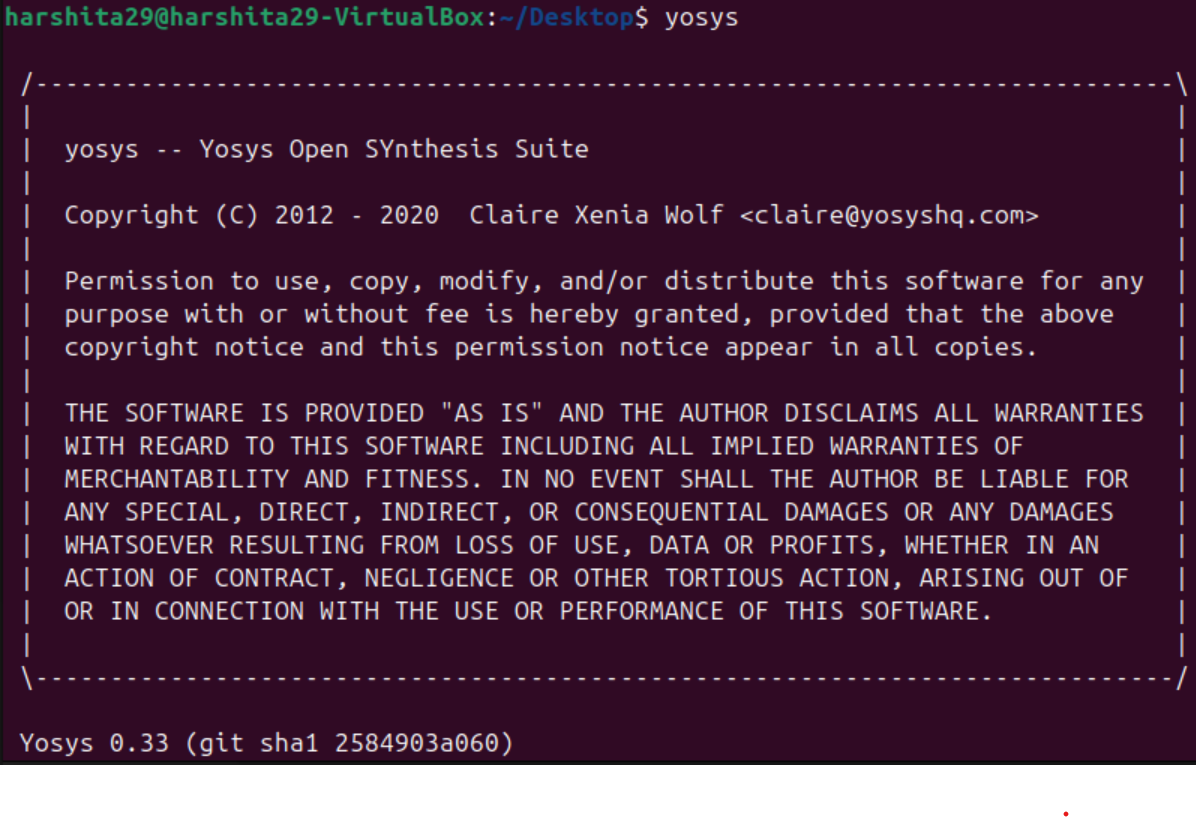 harshita29@harshita29-VirtualBox:~/Desktop$ yosys
/----------------------------------------------------------------------------\
|                                                                            |
|  yosys -- Yosys Open SYnthesis Suite                                       |
|                                                                            |
|  Copyright (C) 2012 - 2020  Claire Xenia Wolf <claire@yosyshq.com>         |
|                                                                            |
|  Permission to use, copy, modify, and/or distribute this software for any  |
|  purpose with or without fee is hereby granted, provided that the above    |
|  copyright notice and this permission notice appear in all copies.         |
|                                                                            |
|  THE SOFTWARE IS PROVIDED "AS IS" AND THE AUTHOR DISCLAIMS ALL WARRANTIES  |
|  WITH REGARD TO THIS SOFTWARE INCLUDING ALL IMPLIED WARRANTIES OF          |
|  MERCHANTABILITY AND FITNESS. IN NO EVENT SHALL THE AUTHOR BE LIABLE FOR   |
|  ANY SPECIAL, DIRECT, INDIRECT, OR CONSEQUENTIAL DAMAGES OR ANY DAMAGES    |
|  WHATSOEVER RESULTING FROM LOSS OF USE, DATA OR PROFITS, WHETHER IN AN     |
|  ACTION OF CONTRACT, NEGLIGENCE OR OTHER TORTIOUS ACTION, ARISING OUT OF   |
|  OR IN CONNECTION WITH THE USE OR PERFORMANCE OF THIS SOFTWARE.            |
|                                                                            |
\----------------------------------------------------------------------------/
Yosys 0.33 (git sha1 2584903a060)